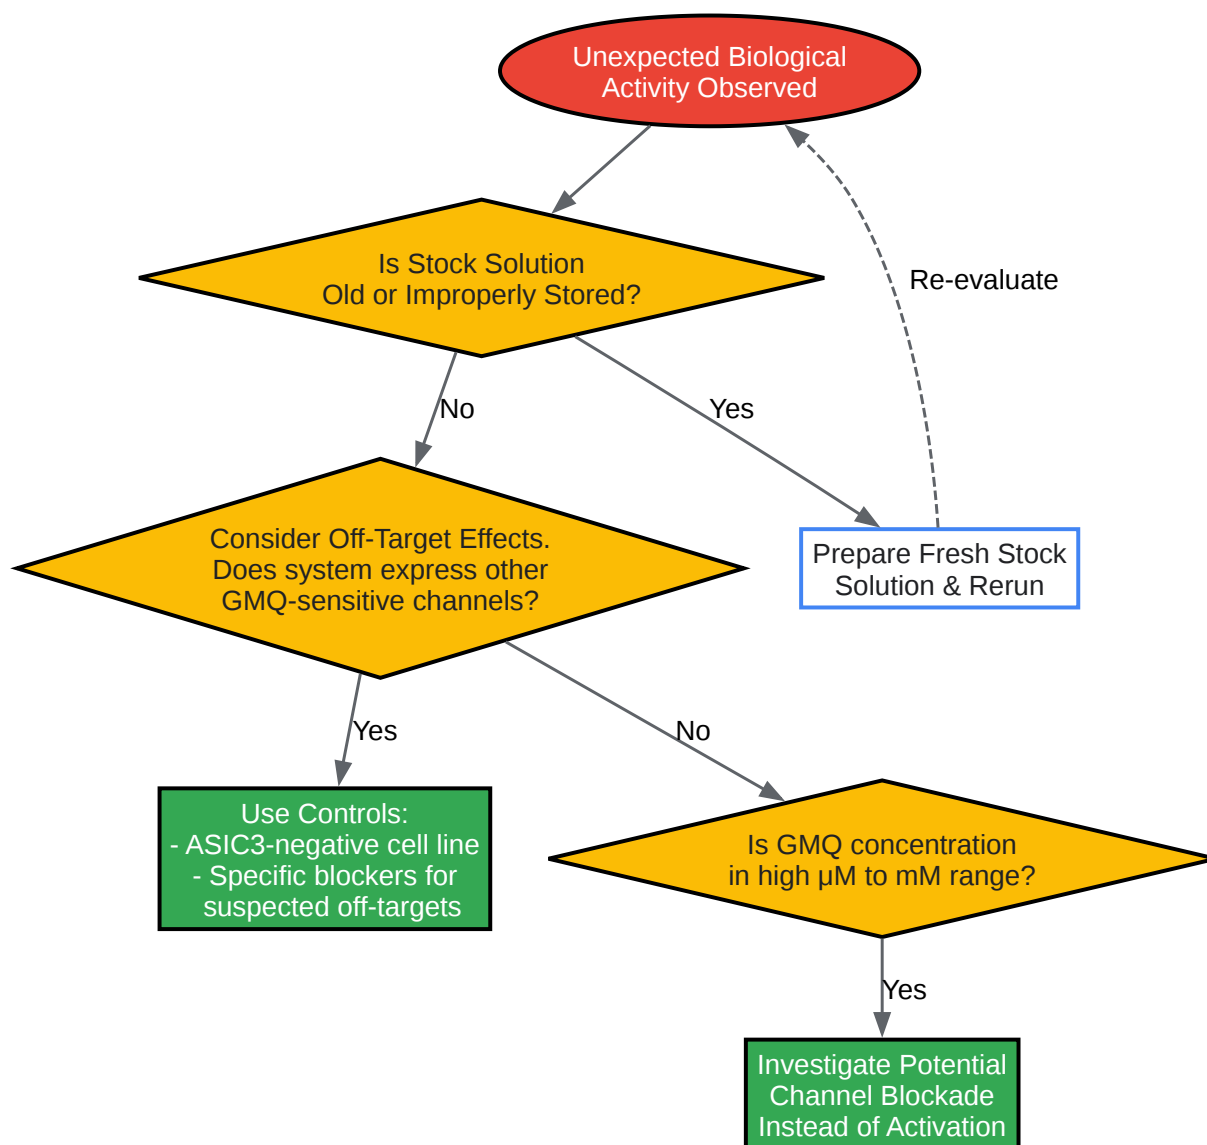 Unexpected Biological
Activity Observed
Is Stock Solution
Old or Improperly Stored?
Re-evaluate
No
Yes
Consider Off-Target Effects.
Does system express other
GMQ-sensitive channels?
Prepare Fresh Stock
Solution & Rerun
Yes
No
Use Controls:
- ASIC3-negative cell line
- Specific blockers for
suspected off-targets
Is GMQ concentration
in high µM to mM range?
Yes
Investigate Potential
Channel Blockade
Instead of Activation